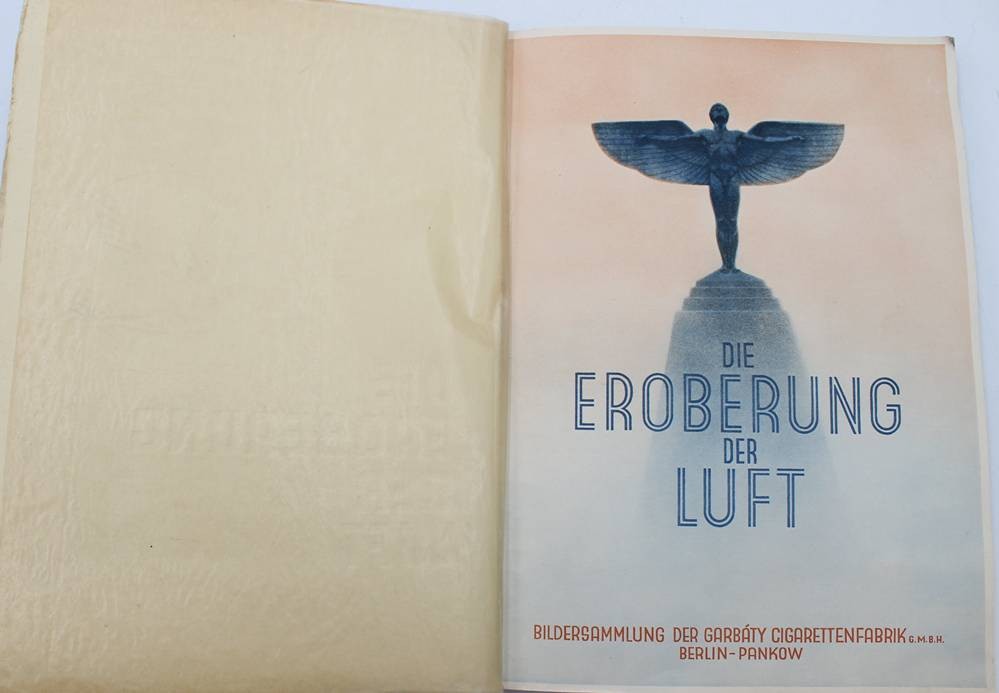 DIE
EROBERUNG
DER
LUFT
BILDERSAMMLUNG DER GARBÁTY CIGARETTENFABRIK G.M.B.H.
BERLIN-PANKOW